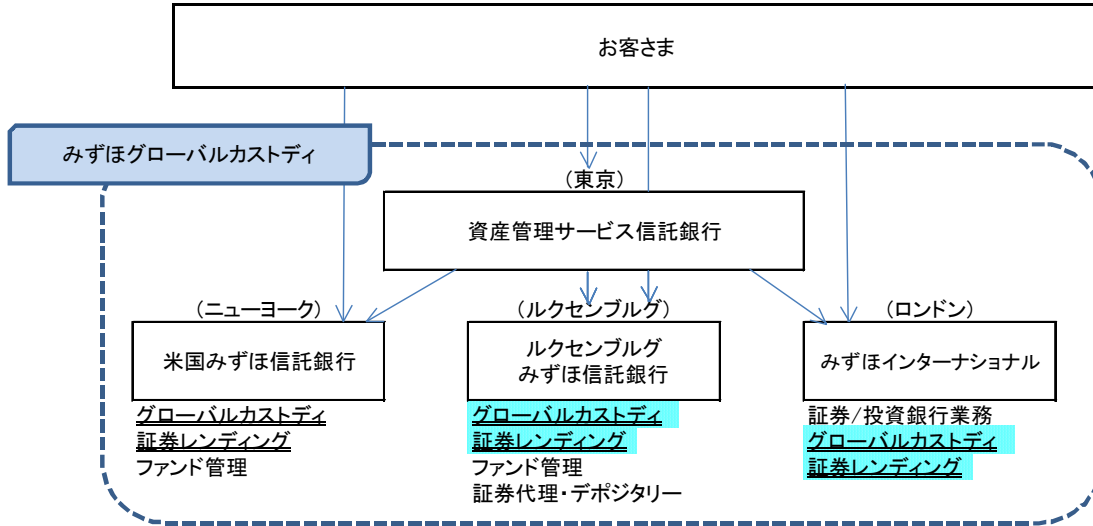 お客さま
みずほグローバルカストディ
(東京)
資産管理サービス信託銀行
(ニューヨーク)
(ルクセンブルグ)
(ロンドン)
米国みずほ信託銀行
ルクセンブルグ
みずほ信託銀行
みずほインターナショナル
グローバルカストディ
証券レンディング
ファンド管理
グローバルカストディ
証券レンディング
ファンド管理
証券代理・デポジタリー
証券/投資銀行業務
グローバルカストディ
証券レンディング